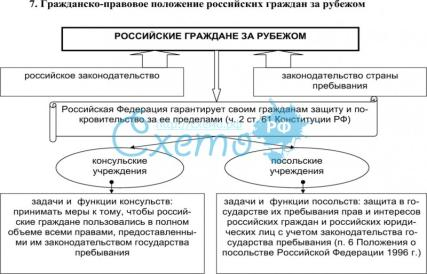 7. Гражданско-правовое положение российских граждан за рубежом
РОССИЙСКИЕ ГРАЖДАНЕ ЗА РУБЕЖОМ
российское законодательство
законодательство страны
пребывания
Российская Федерация гарантирует своим гражданам защиту и по-
кровительство за ее пределами (ч. 2 ст. 61 Конституции РФ)
Схемо
РФ
консульские
учреждения
посольские
учреждения
задачи и функции консульств:
принимать меры к тому, чтобы россий-
ские граждане пользовались в полном
объеме всеми правами, предоставленны-
ми им законодательством государства
пребывания
задачи и функции посольств: защита в го-
сударстве их пребывания прав и интересов
российских граждан и российских юридиче-
ских лиц с учетом законодательства го-
сударства пребывания (п. 6 Положения о
посольстве Российской Федерации 1996 г.)